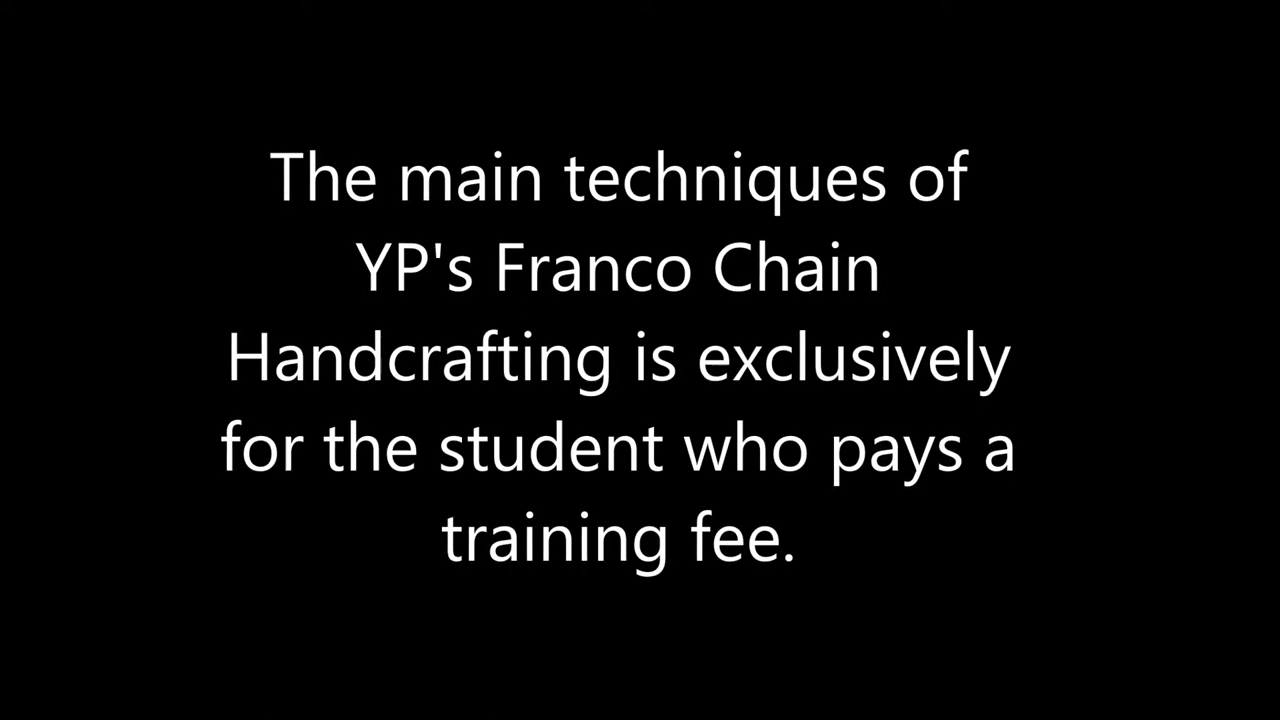 The main techniques of
YP's Franco Chain
Handcrafting is exclusively
for the student who pays a
training fee.